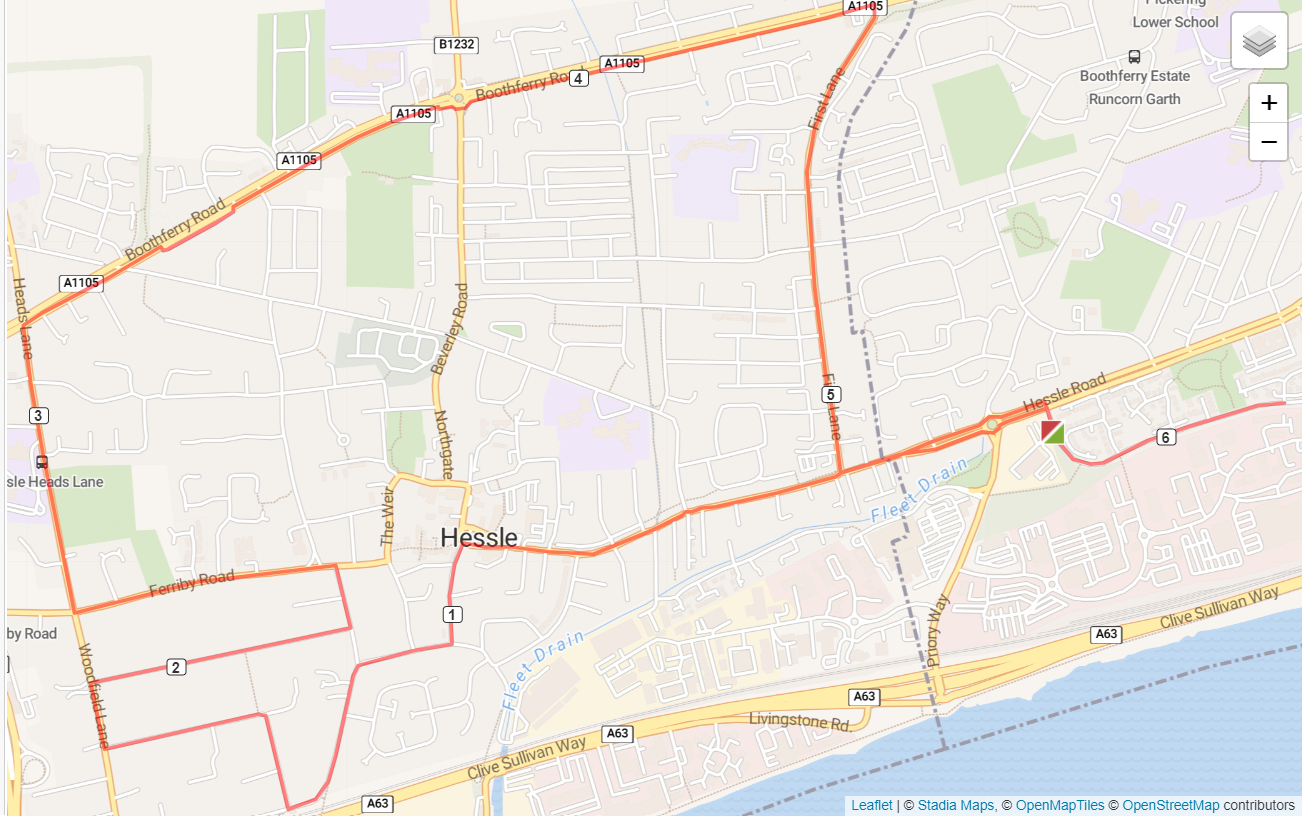 A1105
Pickering
Lower School
B1232
Boothferry Estate
Runcorn Garth
A1105
4
Boothferry Ro
A1105
First Lane
A1105
Boothferry Road
A1105
Heads Lane
Beverley Road
3
5
First Lane
Hessle Road
Northgate
6
sle Heads Lane
Fleet Drain
The Weir
Hessle
Ferriby Road
1
by Road
2
Woodfield Lane
Fleet Drain
Priory Way
A63
Clive Sullivan Way
A63
Livingstone Rd.
A63
Clive Sullivan Way
A63
+
−
Leaflet | © Stadia Maps, © OpenMapTiles © OpenStreetMap contributors